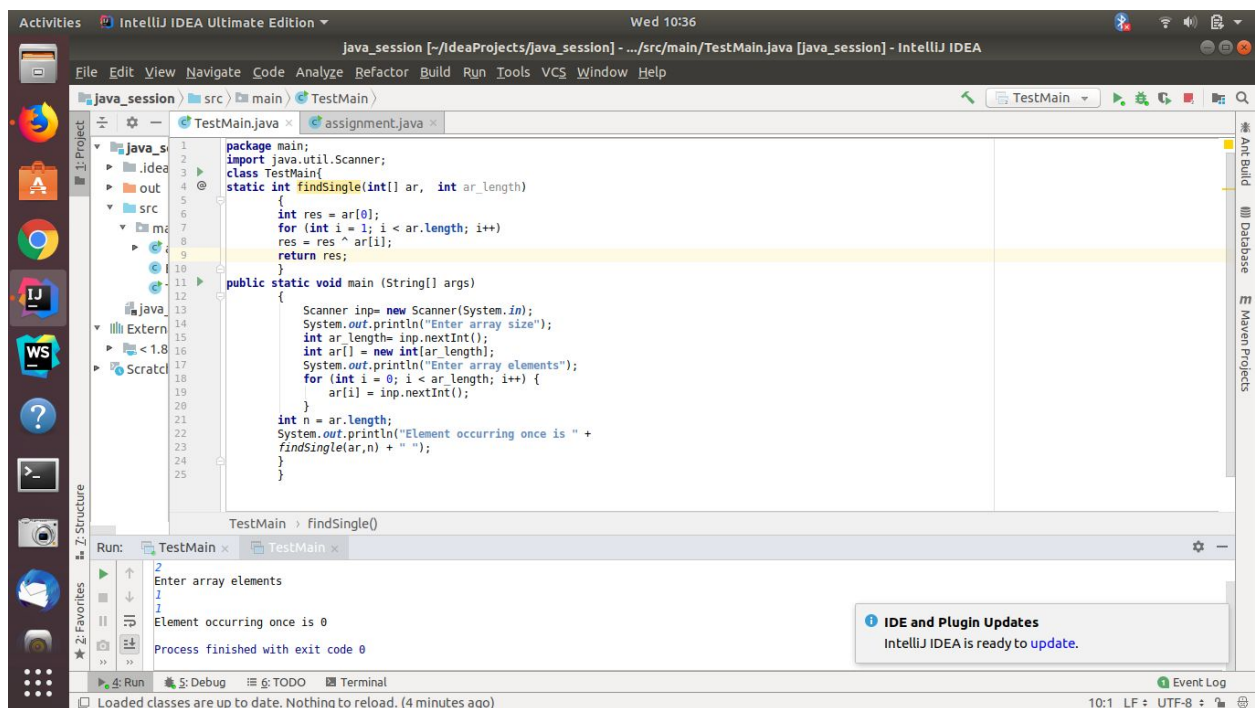 Activities IntelliJ IDEA Ultimate Edition Wed 10:36
java_session [~/IdeaProjects/java_session] - .../src/main/TestMain.java [java_session] - IntelliJ IDEA
File Edit View Navigate Code Analyze Refactor Build Run Tools VCS Window Help
java_session src main TestMain TestMain
TestMain.java assignment.java
1: Project
java_s
.idea
out
src
ma
java_
Extern
< 1.8
Scratcl
1 package main;
2 import java.util.Scanner;
3 class TestMain{
4 @ static int findSingle(int[] ar, int ar_length)
5 {
6 int res = ar[0];
7 for (int i = 1; i < ar.length; i++)
8 res = res ^ ar[i];
9 return res;
10 }
11 public static void main (String[] args)
12 {
13 Scanner inp= new Scanner(System.in);
14 System.out.println("Enter array size");
15 int ar_length= inp.nextInt();
16 int ar[] = new int[ar_length];
17 System.out.println("Enter array elements");
18 for (int i = 0; i < ar_length; i++) {
19 ar[i] = inp.nextInt();
20 }
21 int n = ar.length;
22 System.out.println("Element occurring once is " +
23 findSingle(ar,n) + " ");
24 }
25 }
Ant Build
Database
m Maven Projects
TestMain › findSingle()
Z: Structure
2: Favorites
Run: TestMain TestMain
2
Enter array elements
1
1
Element occurring once is 0
Process finished with exit code 0
IDE and Plugin Updates
IntelliJ IDEA is ready to update.
4: Run 5: Debug 6: TODO Terminal 1 Event Log
Loaded classes are up to date. Nothing to reload. (4 minutes ago) 10:1 LF UTF-8